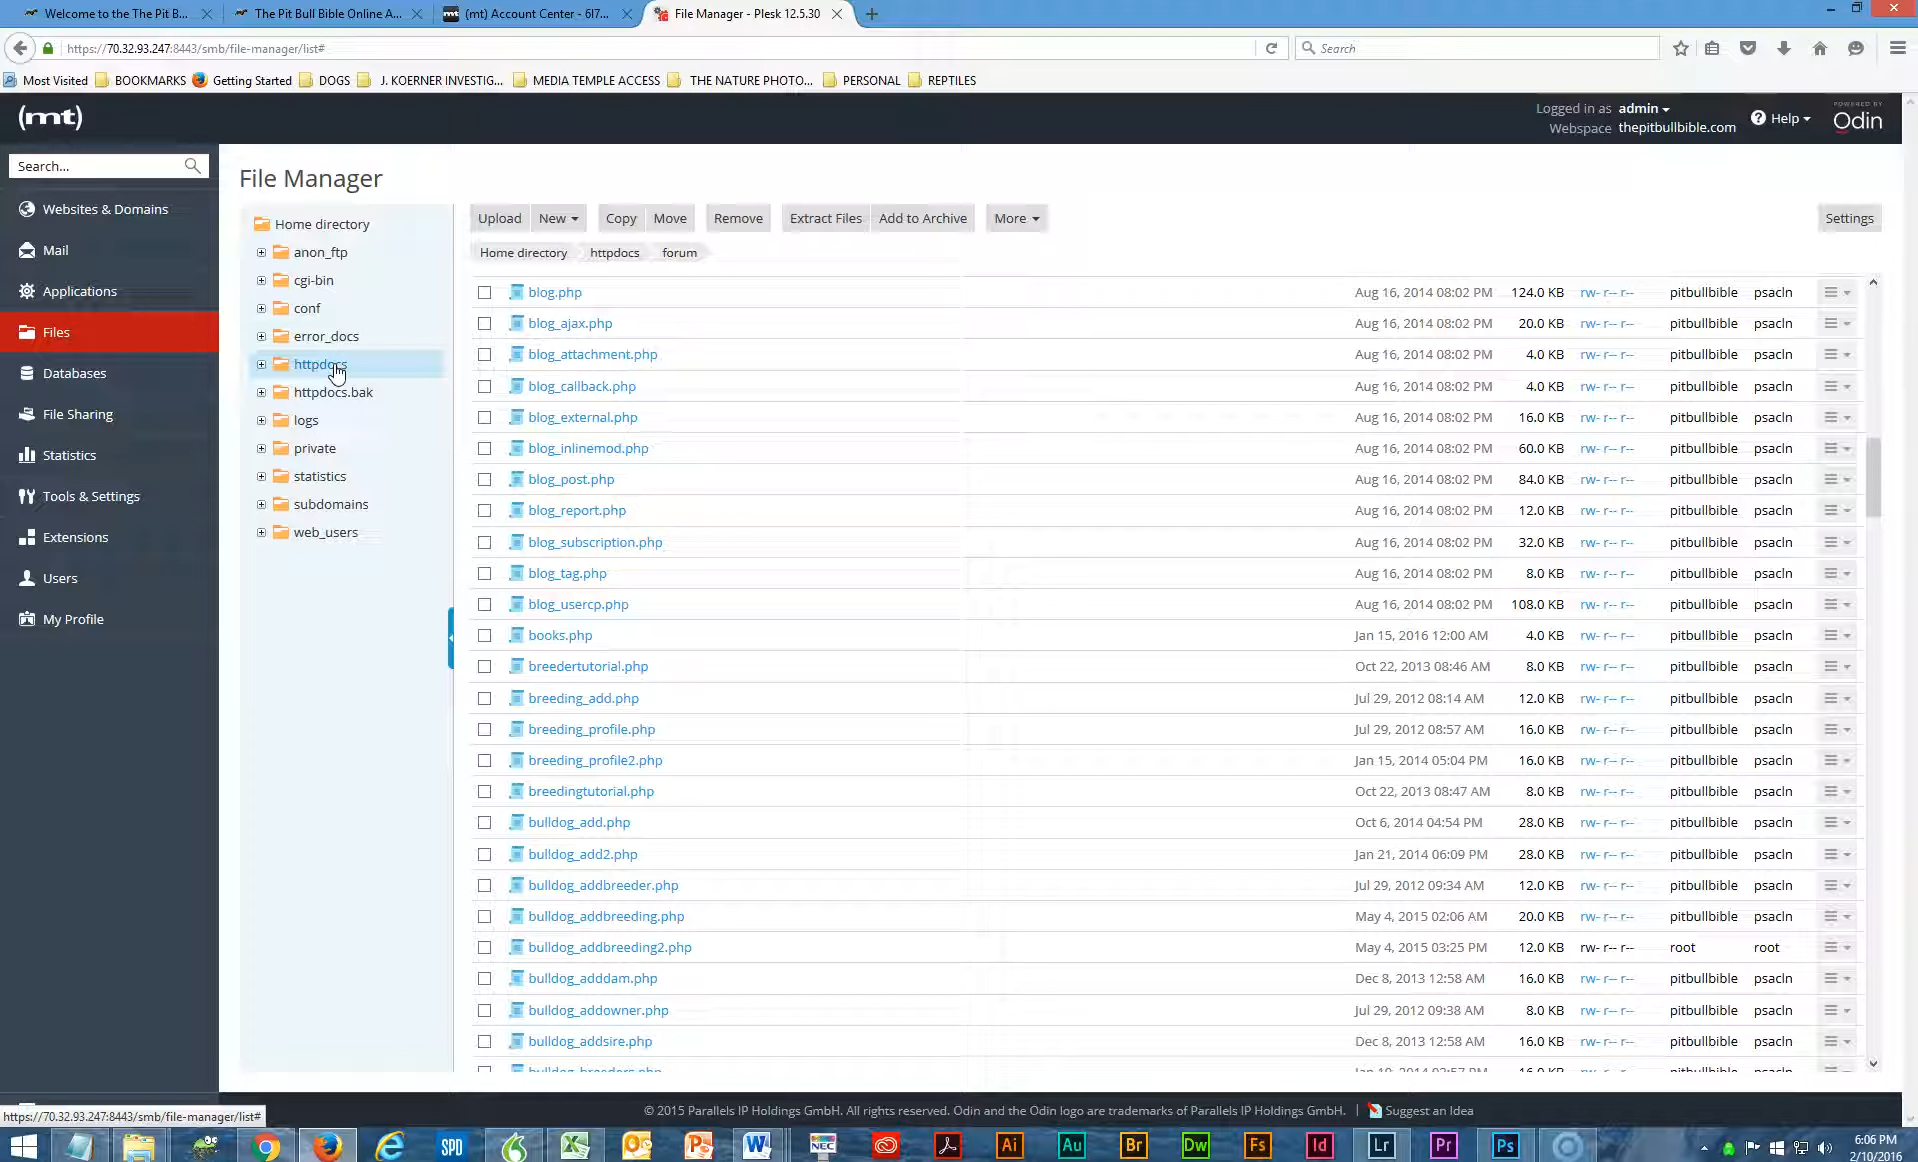 Welcome to the The Pit B...
The Pit Bull Bible Online A...
(mt) Account Center - 6l7...
File Manager - Plesk 12.5.30
https://70.32.93.247:8443/smb/file-manager/list#
Search
Most Visited
BOOKMARKS
Getting Started
DOGS
J. KOERNER INVESTIG...
MEDIA TEMPLE ACCESS
THE NATURE PHOTO...
PERSONAL
REPTILES
(mt)
Logged in as admin
Webspace thepitbullbible.com
Help
POWERED BY
Odin
Search...
Websites & Domains
Mail
Applications
Files
Databases
File Sharing
Statistics
Tools & Settings
Extensions
Users
My Profile
File Manager
Home directory
anon_ftp
cgi-bin
conf
error_docs
httpdocs
httpdocs.bak
logs
private
statistics
subdomains
web_users
Upload New Copy Move Remove Extract Files Add to Archive More Settings
Home directory httpdocs forum
blog.php Aug 16, 2014 08:02 PM 124.0 KB rw- r-- r-- pitbullbible psacln
blog_ajax.php Aug 16, 2014 08:02 PM 20.0 KB rw- r-- r-- pitbullbible psacln
blog_attachment.php Aug 16, 2014 08:02 PM 4.0 KB rw- r-- r-- pitbullbible psacln
blog_callback.php Aug 16, 2014 08:02 PM 4.0 KB rw- r-- r-- pitbullbible psacln
blog_external.php Aug 16, 2014 08:02 PM 16.0 KB rw- r-- r-- pitbullbible psacln
blog_inlinemod.php Aug 16, 2014 08:02 PM 60.0 KB rw- r-- r-- pitbullbible psacln
blog_post.php Aug 16, 2014 08:02 PM 84.0 KB rw- r-- r-- pitbullbible psacln
blog_report.php Aug 16, 2014 08:02 PM 12.0 KB rw- r-- r-- pitbullbible psacln
blog_subscription.php Aug 16, 2014 08:02 PM 32.0 KB rw- r-- r-- pitbullbible psacln
blog_tag.php Aug 16, 2014 08:02 PM 8.0 KB rw- r-- r-- pitbullbible psacln
blog_usercp.php Aug 16, 2014 08:02 PM 108.0 KB rw- r-- r-- pitbullbible psacln
books.php Jan 15, 2016 12:00 AM 4.0 KB rw- r-- r-- pitbullbible psacln
breedertutorial.php Oct 22, 2013 08:46 AM 8.0 KB rw- r-- r-- pitbullbible psacln
breeding_add.php Jul 29, 2012 08:14 AM 12.0 KB rw- r-- r-- pitbullbible psacln
breeding_profile.php Jul 29, 2012 08:57 AM 16.0 KB rw- r-- r-- pitbullbible psacln
breeding_profile2.php Jan 15, 2014 05:04 PM 16.0 KB rw- r-- r-- pitbullbible psacln
breedingtutorial.php Oct 22, 2013 08:47 AM 8.0 KB rw- r-- r-- pitbullbible psacln
bulldog_add.php Oct 6, 2014 04:54 PM 28.0 KB rw- r-- r-- pitbullbible psacln
bulldog_add2.php Jan 21, 2014 06:09 PM 28.0 KB rw- r-- r-- pitbullbible psacln
bulldog_addbreeder.php Jul 29, 2012 09:34 AM 12.0 KB rw- r-- r-- pitbullbible psacln
bulldog_addbreeding.php May 4, 2015 02:06 AM 20.0 KB rw- r-- r-- pitbullbible psacln
bulldog_addbreeding2.php May 4, 2015 03:25 PM 12.0 KB rw- r-- r-- root root
bulldog_adddam.php Dec 8, 2013 12:58 AM 16.0 KB rw- r-- r-- pitbullbible psacln
bulldog_addowner.php Jul 29, 2012 09:38 AM 8.0 KB rw- r-- r-- pitbullbible psacln
bulldog_addsire.php Dec 8, 2013 12:58 AM 16.0 KB rw- r-- r-- pitbullbible psacln
https://70.32.93.247:8443/smb/file-manager/list#
© 2015 Parallels IP Holdings GmbH. All rights reserved. Odin and the Odin logo are trademarks of Parallels IP Holdings GmbH. | Suggest an Idea
SPD NEC Ai Au Br Dw Fs Id Lr Pr Ps
6:06 PM
2/10/2016